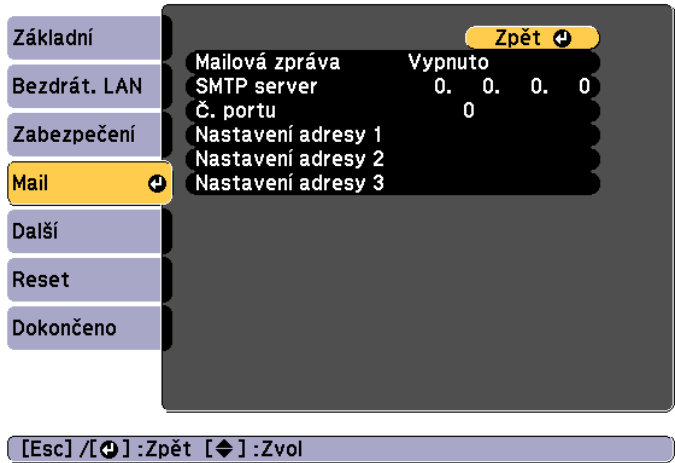 Základní
Bezdrát. LAN
Zabezpečení
Mail
Další
Reset
Dokončeno
Zpět
Mailová zpráva Vypnuto
SMTP server 0. 0. 0. 0
Č. portu 0
Nastavení adresy 1
Nastavení adresy 2
Nastavení adresy 3
[Esc] /[ ] :Zpět [ ] :Zvol